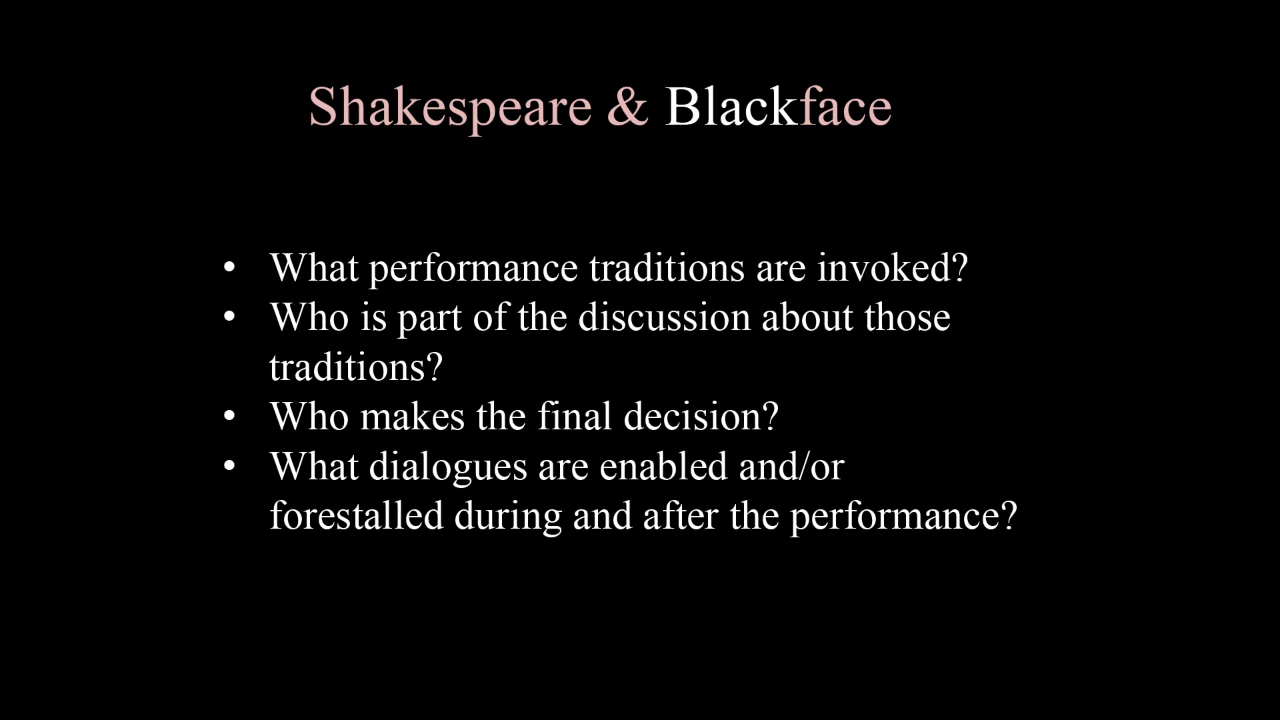 Shakespeare & Blackface
• What performance traditions are invoked?
• Who is part of the discussion about those
traditions?
• Who makes the final decision?
• What dialogues are enabled and/or
forestalled during and after the performance?